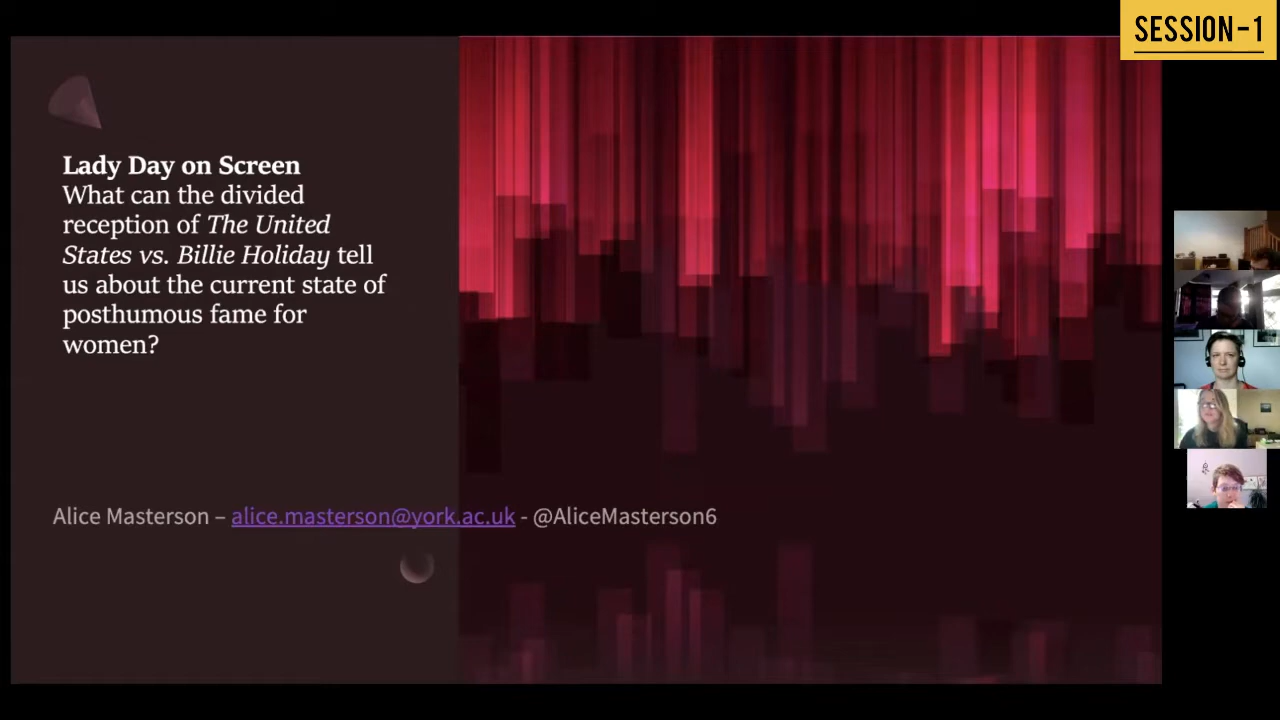 SESSION-1
Lady Day on Screen
What can the divided
reception of The United
States vs. Billie Holiday tell
us about the current state of
posthumous fame for
women?
Alice Masterson – alice.masterson@york.ac.uk - @AliceMasterson6